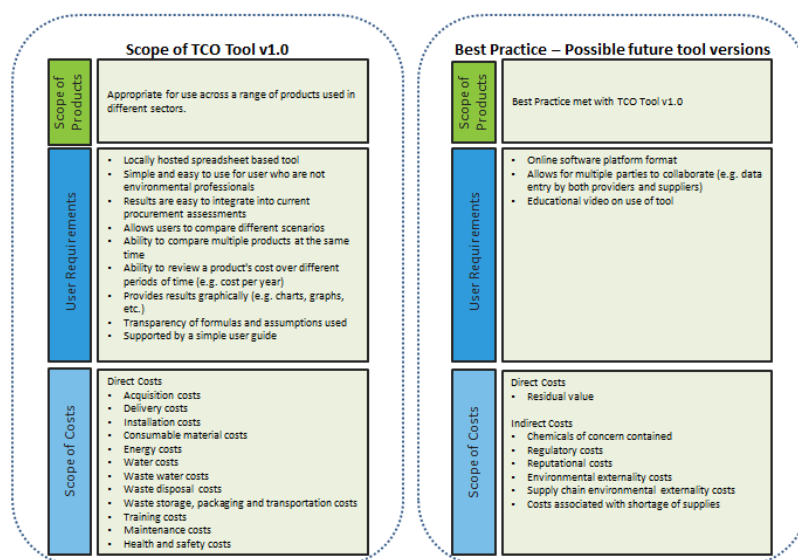 Scope of TCO Tool v1.0
Scope of
Products
Appropriate for use across a range of products used in
different sectors.
User Requirements
• Locally hosted spreadsheet based tool
• Simple and easy to use for user who are not
environmental professionals
• Results are easy to integrate into current
procurement assessments
• Allows users to compare different scenarios
• Ability to compare multiple products at the same
time
• Ability to review a product's cost over different
periods of time (e.g. cost per year)
• Provides results graphically (e.g. charts, graphs,
etc.)
• Transparency of formulas and assumptions used
• Supported by a simple user guide
Scope of Costs
Direct Costs
• Acquisition costs
• Delivery costs
• Installation costs
• Consumable material costs
• Energy costs
• Water costs
• Waste water costs
• Waste disposal costs
• Waste storage, packaging and transportation costs
• Training costs
• Maintenance costs
• Health and safety costs
Best Practice – Possible future tool versions
Scope of
Products
Best Practice met with TCO Tool v1.0
User Requirements
• Online software platform format
• Allows for multiple parties to collaborate (e.g. data
entry by both providers and suppliers)
• Educational video on use of tool
Scope of Costs
Direct Costs
• Residual value
Indirect Costs
• Chemicals of concern contained
• Regulatory costs
• Reputational costs
• Environmental externality costs
• Supply chain environmental externality costs
• Costs associated with shortage of supplies